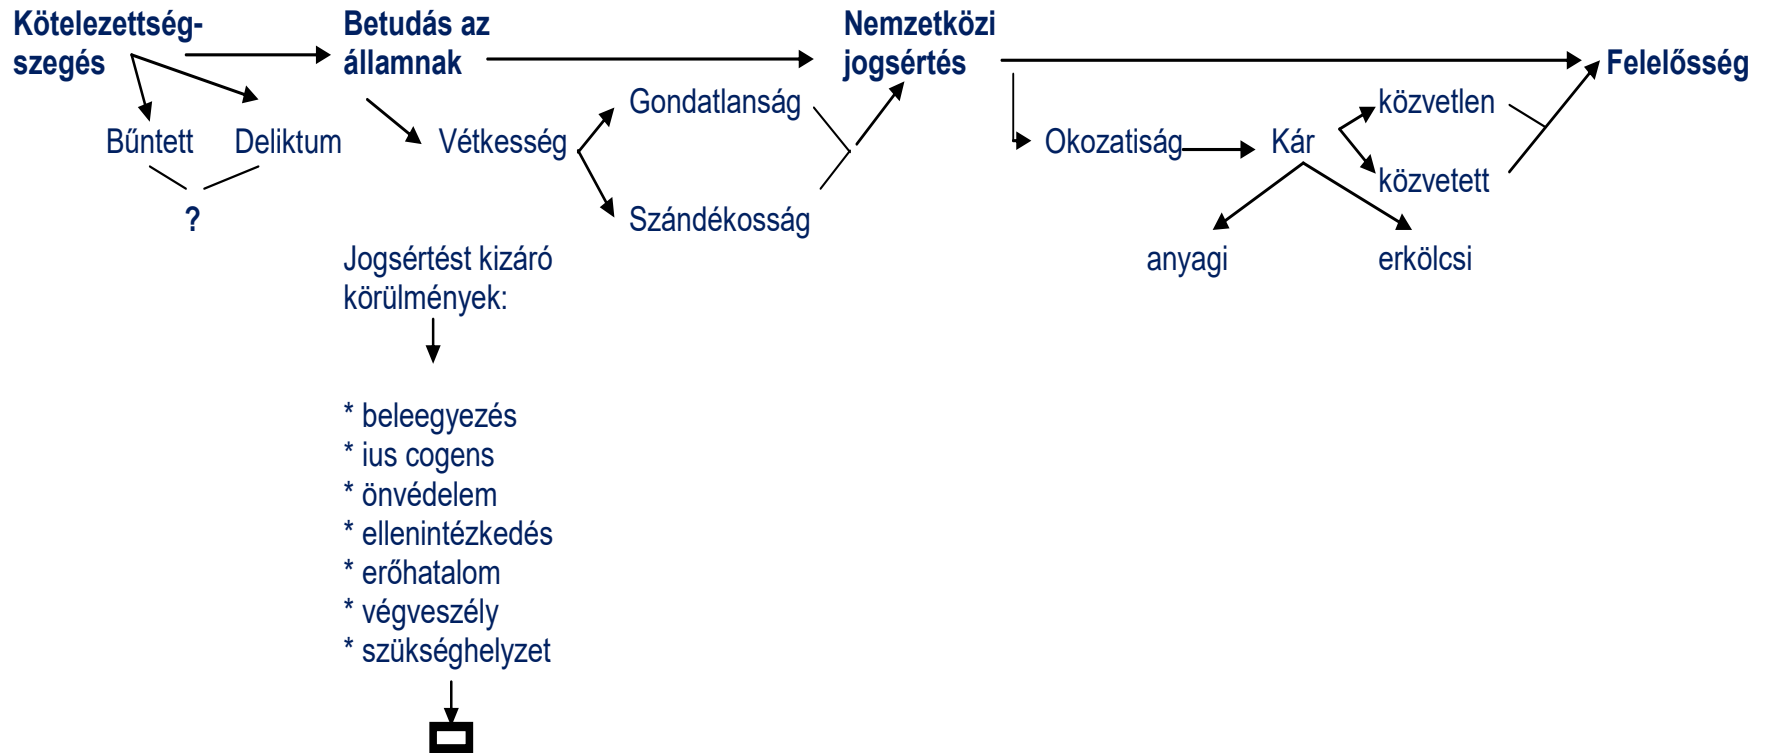 Kötelezettség-
szegés
Betudás az
államnak
Nemzetközi
jogsértés
Felelősség
Bűntett
Deliktum
?
Vétkesség
Gondatlanság
Szándékosság
Okozatiság
Kár
közvetlen
közvetett
anyagi
erkölcsi
Jogsértést kizáró
körülmények:
* beleegyezés
* ius cogens
* önvédelem
* ellenintézkedés
* erőhatalom
* végveszély
* szükséghelyzet